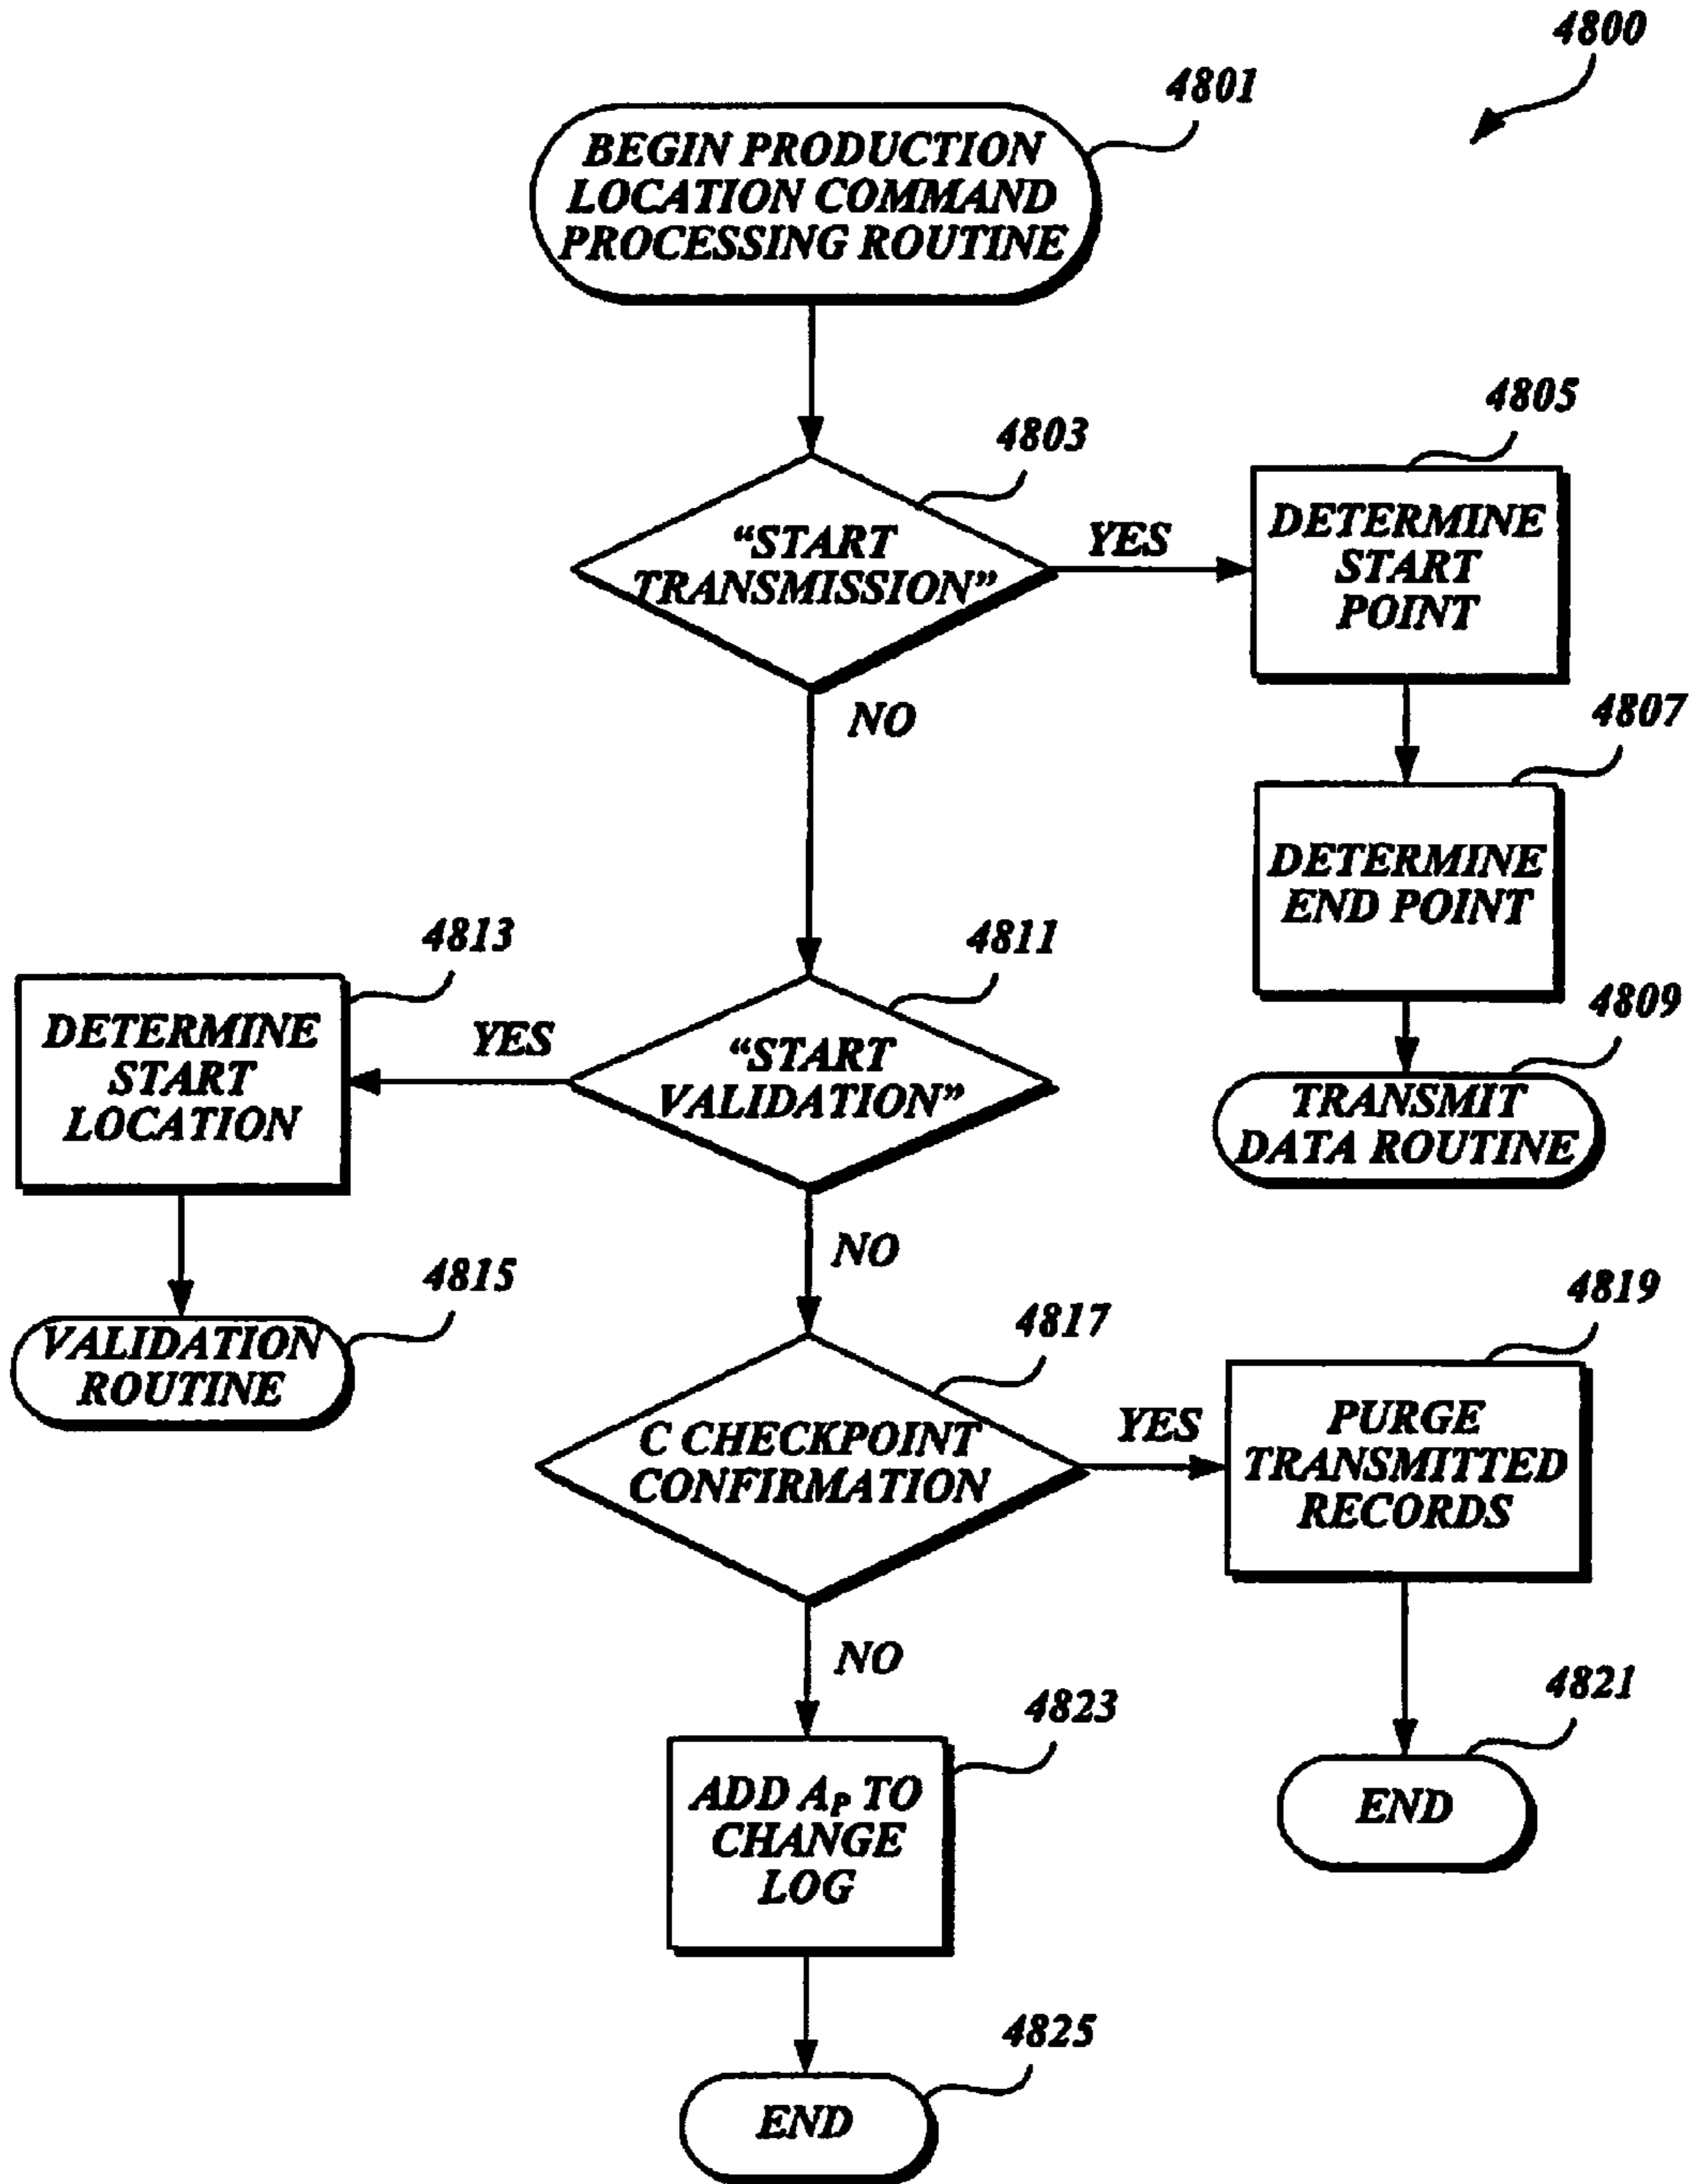 4800
4801
BEGIN PRODUCTION
LOCATION COMMAND
PROCESSING ROUTINE
4803
“START
TRANSMISSION”
YES
NO
4805
DETERMINE
START
POINT
4807
DETERMINE
END POINT
4809
TRANSMIT
DATA ROUTINE
4811
“START
VALIDATION”
YES
NO
4813
DETERMINE
START
LOCATION
4815
VALIDATION
ROUTINE
4817
C CHECKPOINT
CONFIRMATION
YES
NO
4819
PURGE
TRANSMITTED
RECORDS
4821
END
4823
ADD Aₚ TO
CHANGE
LOG
4825
END